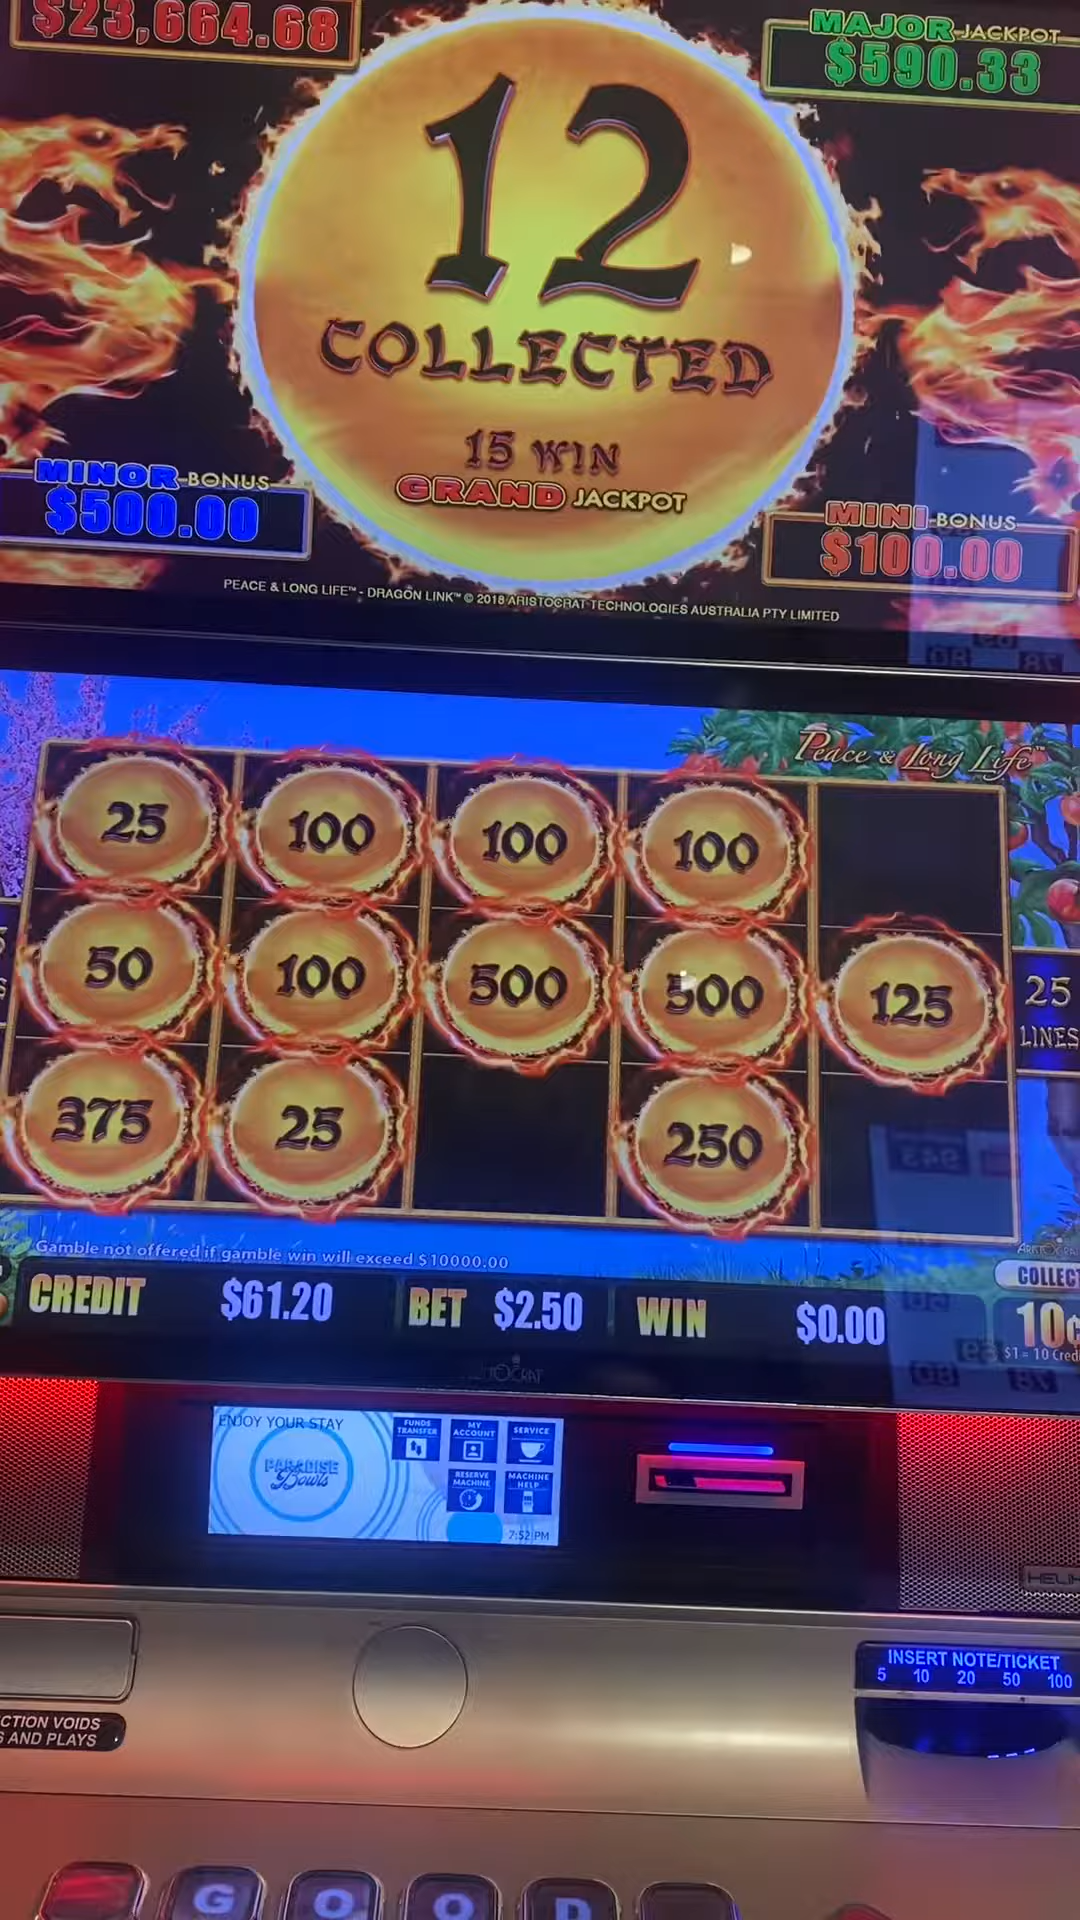 $23,664.68
MAJOR JACKPOT
$590.33
12
COLLECTED
15 WIN
GRAND JACKPOT
MINOR BONUS
$500.00
MINI BONUS
$100.00
PEACE & LONG LIFE™ - DRAGON LINK™ © 2018 ARISTOCRAT TECHNOLOGIES AUSTRALIA PTY LIMITED
Peace & Long Life™
25 100 100 100
50 100 500 500 125
375 25 250
25
LINES
Gamble not offered if gamble win will exceed $10000.00
CREDIT $61.20 BET $2.50 WIN $0.00
COLLECT
10¢
$1 = 10 Credi
ENJOY YOUR STAY
PARADISE
Bowls
FUNDS
TRANSFER
MY
ACCOUNT
SERVICE
RESERVE
MACHINE
MACHINE
HELP
7:52 PM
HELIX
INSERT NOTE/TICKET
5 10 20 50 100
CTION VOIDS
S AND PLAYS
G O O D